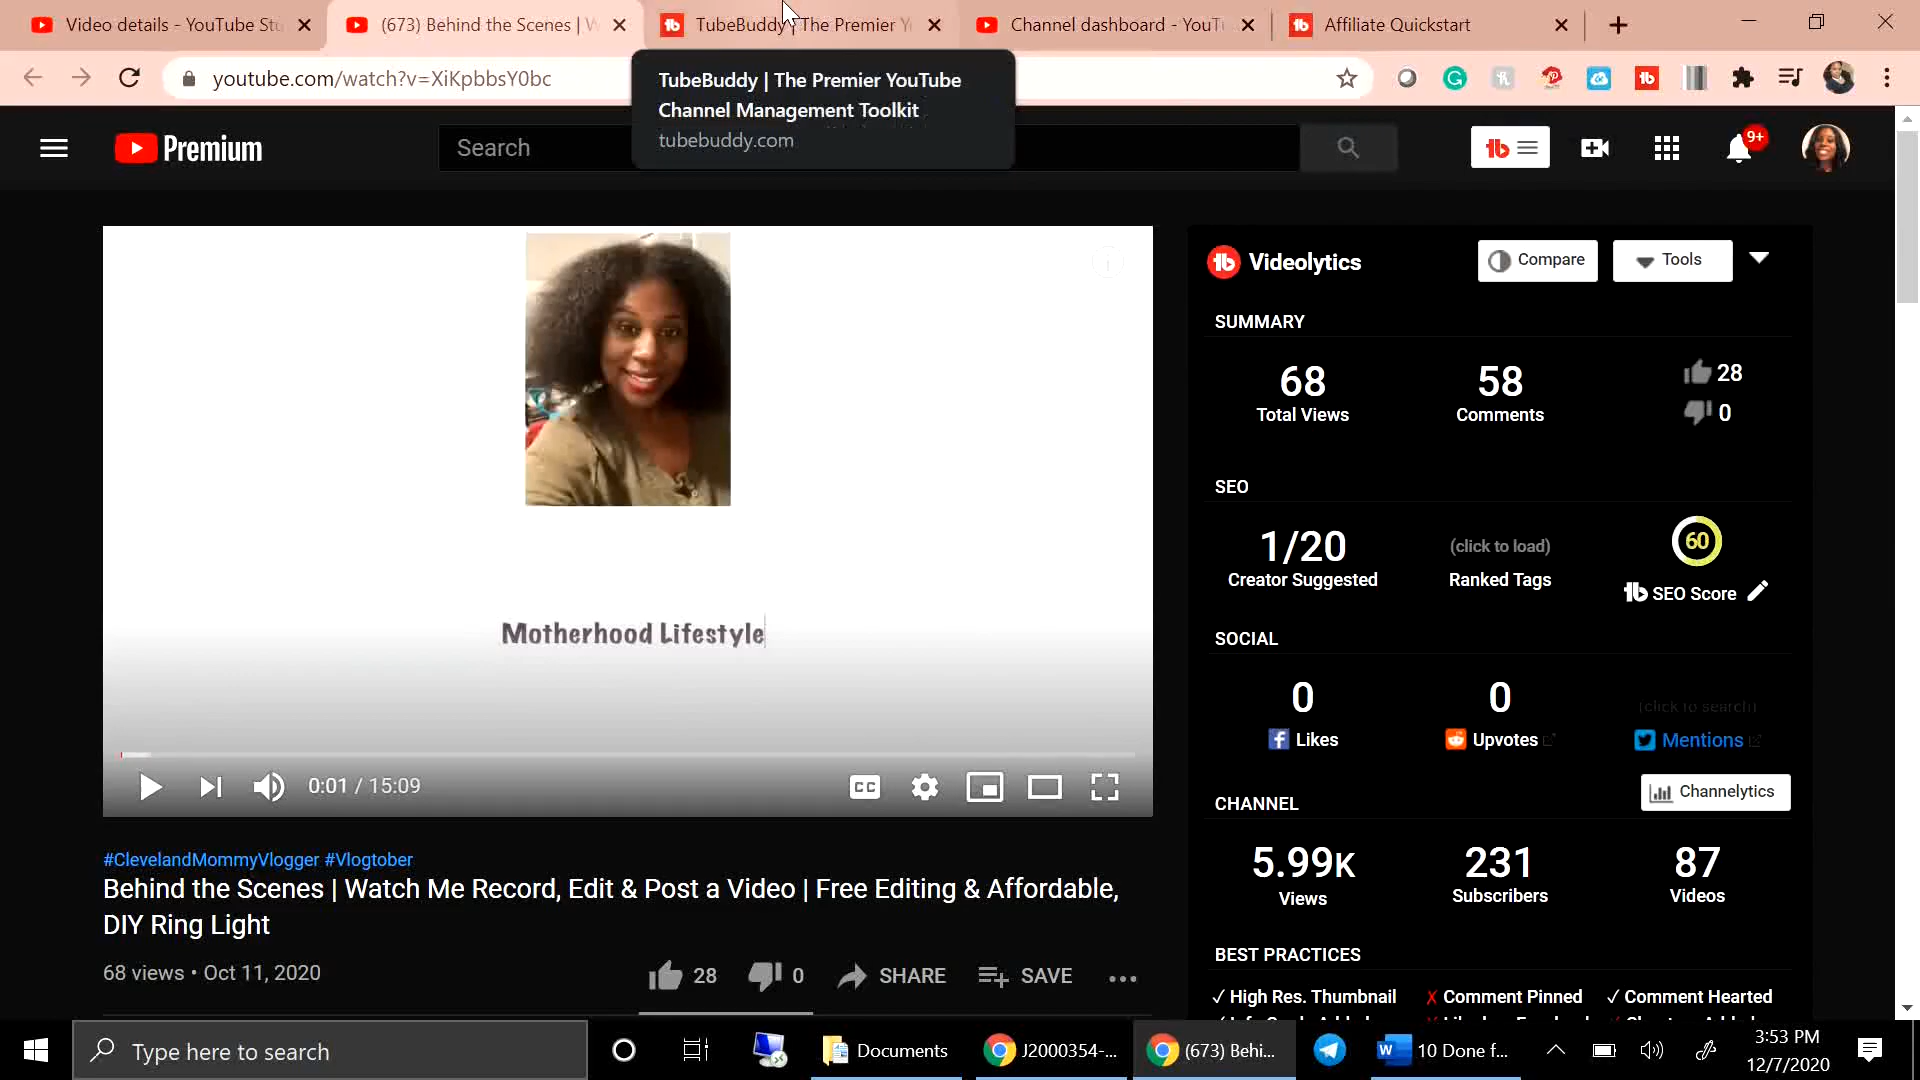 Video details - YouTube Stu
(673) Behind the Scenes | W
TubeBuddy | The Premier Y
Channel dashboard - YouTu
Affiliate Quickstart
youtube.com/watch?v=XiKpbbsY0bc
TubeBuddy | The Premier YouTube
Channel Management Toolkit
tubebuddy.com
Premium
Search
9+
Videolytics
Compare
Tools
SUMMARY
68
58
28
Total Views
Comments
0
SEO
1/20
(click to load)
60
Creator Suggested
Ranked Tags
SEO Score
Motherhood Lifestyle
SOCIAL
0
0
(click to search)
Likes
Upvotes
Mentions
0:01 / 15:09
CC
CHANNEL
Channelytics
5.99K
231
87
Views
Subscribers
Videos
#ClevelandMommyVlogger #Vlogtober
Behind the Scenes | Watch Me Record, Edit & Post a Video | Free Editing & Affordable,
DIY Ring Light
68 views • Oct 11, 2020
28
0
SHARE
SAVE
BEST PRACTICES
✓ High Res. Thumbnail
✗ Comment Pinned
✓ Comment Hearted
Type here to search
Documents
J2000354-...
(673) Behi...
10 Done f...
3:53 PM
12/7/2020